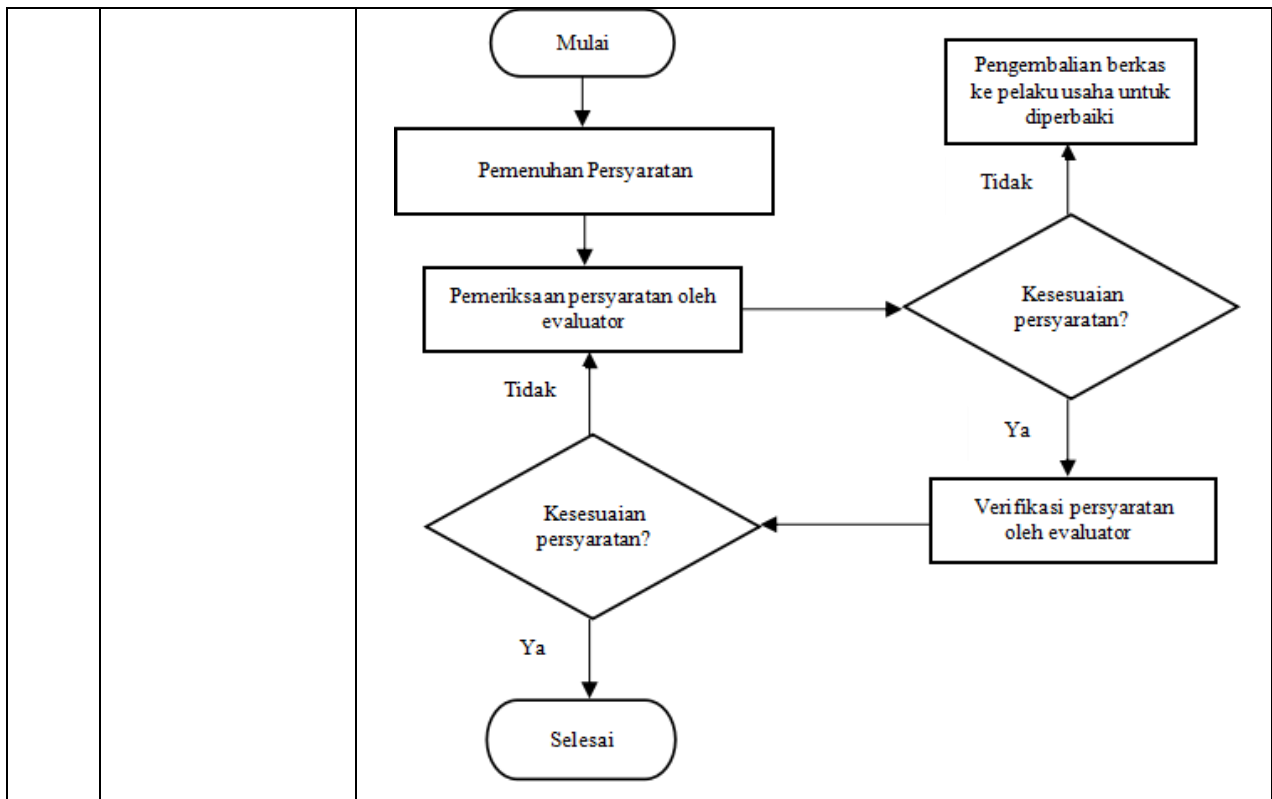 Mulai
Pemenuhan Persyaratan
Pemeriksaan persyaratan oleh
evaluator
Kesesuaian
persyaratan?
Tidak
Pengembalian berkas
ke pelaku usaha untuk
diperbaiki
Ya
Verifikasi persyaratan
oleh evaluator
Kesesuaian
persyaratan?
Tidak
Ya
Selesai